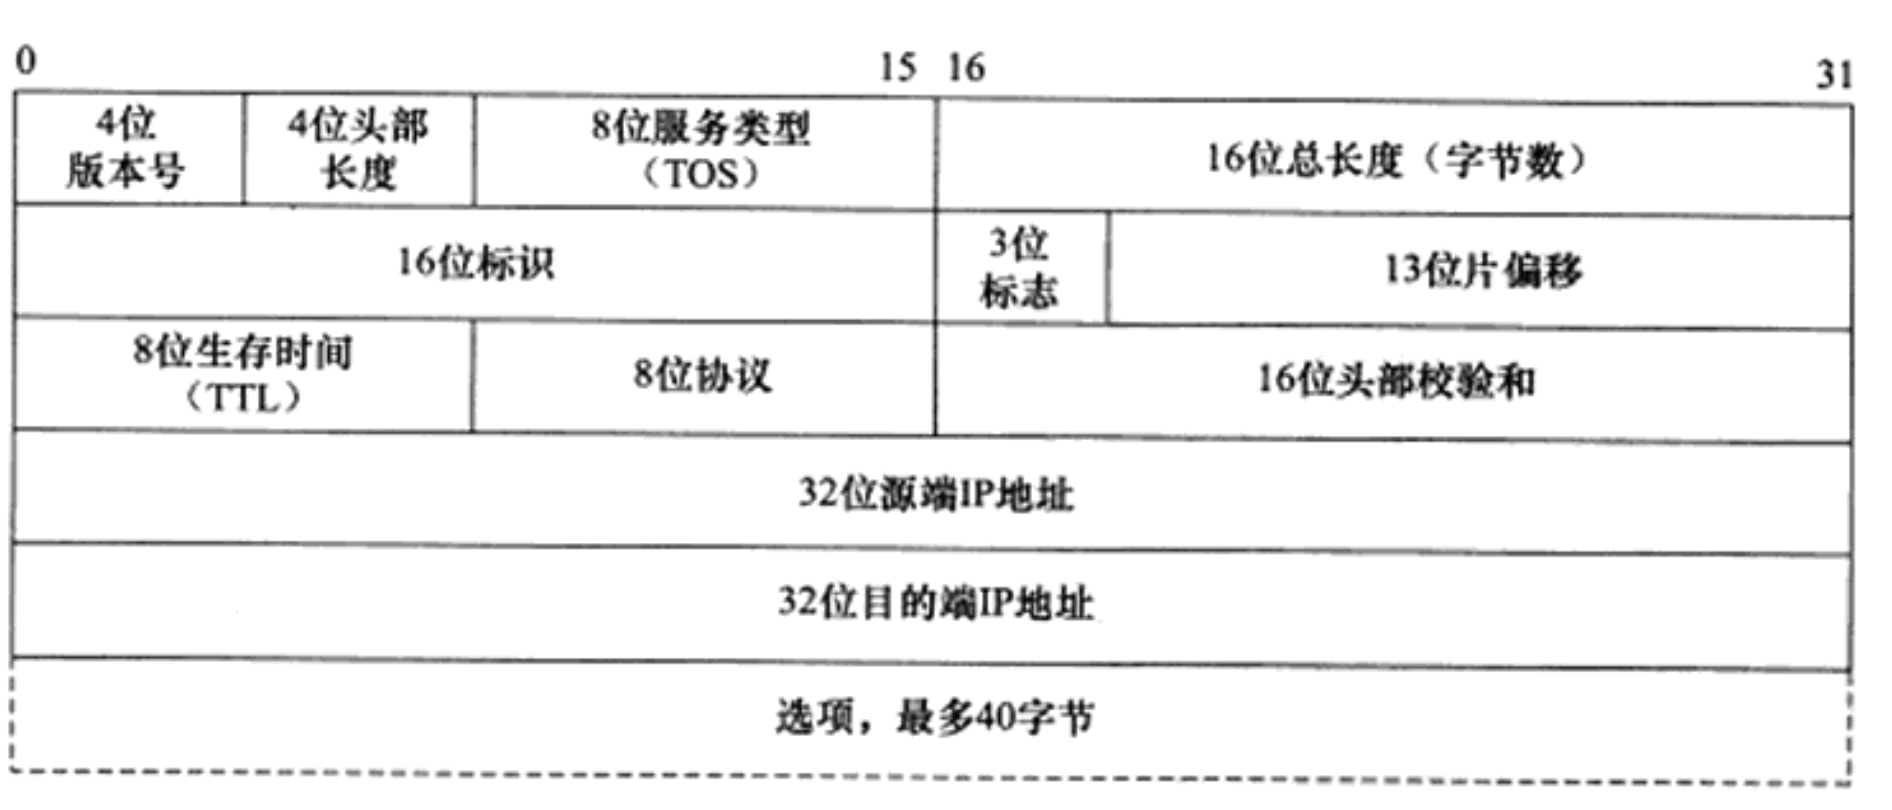 0 15 16 31
4位
版本号
4位头部
长度
8位服务类型
（TOS）
16位总长度（字节数）
16位标识
3位
标志
13位片偏移
8位生存时间
（TTL）
8位协议
16位头部校验和
32位源端IP地址
32位目的端IP地址
选项，最多40字节